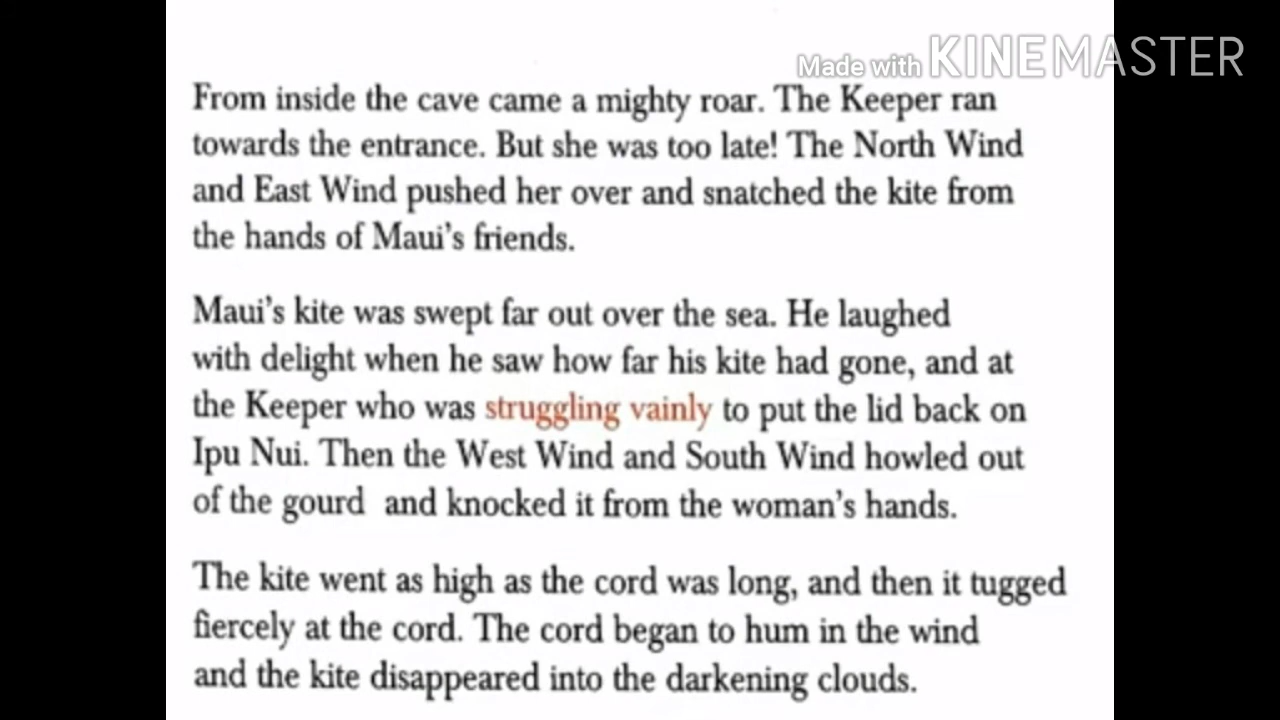 Made with KINEMASTER
From inside the cave came a mighty roar. The Keeper ran
towards the entrance. But she was too late! The North Wind
and East Wind pushed her over and snatched the kite from
the hands of Maui's friends.
Maui's kite was swept far out over the sea. He laughed
with delight when he saw how far his kite had gone, and at
the Keeper who was struggling vainly to put the lid back on
Ipu Nui. Then the West Wind and South Wind howled out
of the gourd and knocked it from the woman's hands.
The kite went as high as the cord was long, and then it tugged
fiercely at the cord. The cord began to hum in the wind
and the kite disappeared into the darkening clouds.